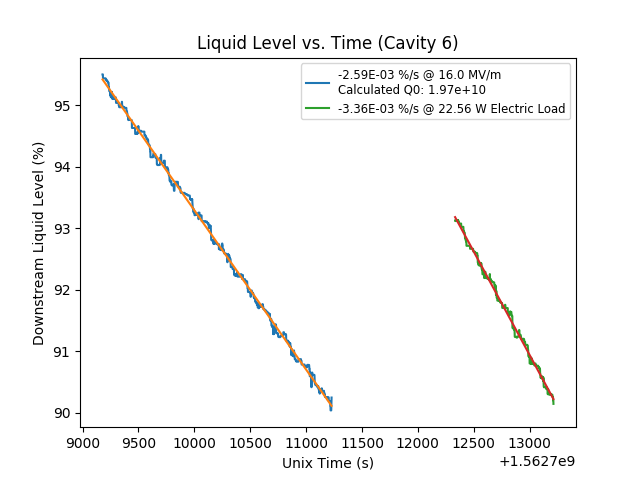 Liquid Level vs. Time (Cavity 6)
-2.59E-03 %/s @ 16.0 MV/m
Calculated Q0: 1.97e+10
-3.36E-03 %/s @ 22.56 W Electric Load
Downstream Liquid Level (%)
95
94
93
92
91
90
9000 9500 10000 10500 11000 11500 12000 12500 13000
Unix Time (s)
+1.5627e9